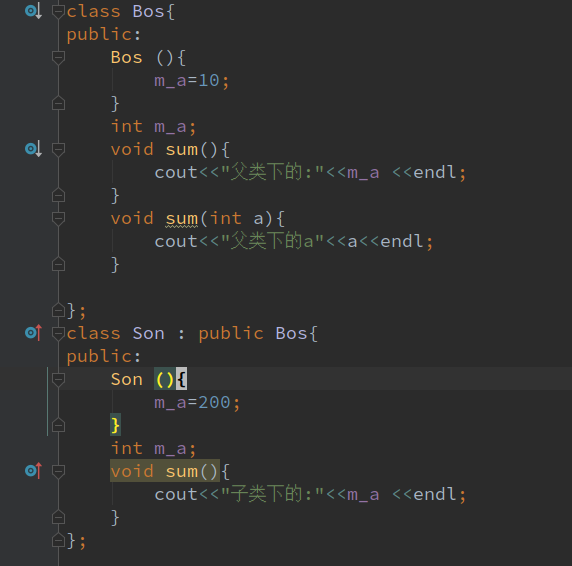 class Bos{
public:
    Bos (){
        m_a=10;
    }
    int m_a;
    void sum(){
        cout<<"父类下的:"<<m_a <<endl;
    }
    void sum(int a){
        cout<<"父类下的a"<<a<<endl;
    }
};
class Son : public Bos{
public:
    Son (){
        m_a=200;
    }
    int m_a;
    void sum(){
        cout<<"子类下的:"<<m_a <<endl;
    }
};